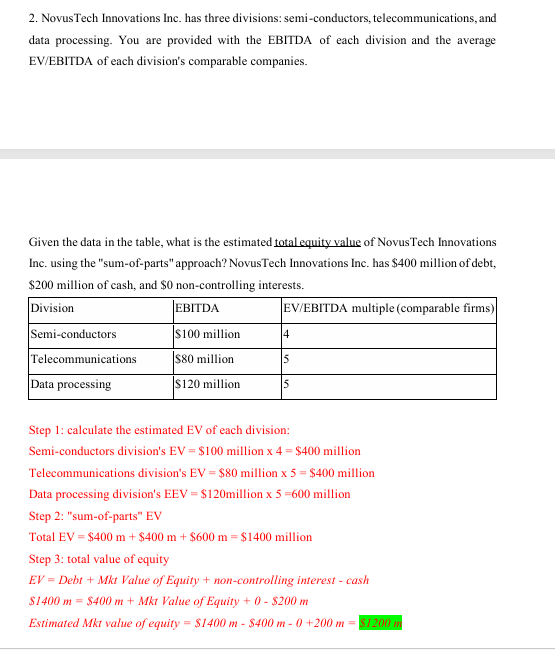 2. NovusTech Innovations Inc. has three divisions: semi-conductors, telecommunications, and
data processing. You are provided with the EBITDA of each division and the average
EV/EBITDA of each division's comparable companies.
Given the data in the table, what is the estimated total equity value of NovusTech Innovations
Inc. using the "sum-of-parts" approach? NovusTech Innovations Inc. has $400 million of debt,
$200 million of cash, and $0 non-controlling interests.
Division EBITDA EV/EBITDA multiple (comparable firms)
Semi-conductors $100 million 4
Telecommunications $80 million 5
Data processing $120 million 5
Step 1: calculate the estimated EV of each division:
Semi-conductors division's EV = $100 million x 4 = $400 million
Telecommunications division's EV = $80 million x 5 = $400 million
Data processing division's EEV = $120million x 5 =600 million
Step 2: "sum-of-parts" EV
Total EV = $400 m + $400 m + $600 m = $1400 million
Step 3: total value of equity
EV = Debt + Mkt Value of Equity + non-controlling interest - cash
$1400 m = $400 m + Mkt Value of Equity + 0 - $200 m
Estimated Mkt value of equity = $1400 m - $400 m - 0 +200 m = $1200 m